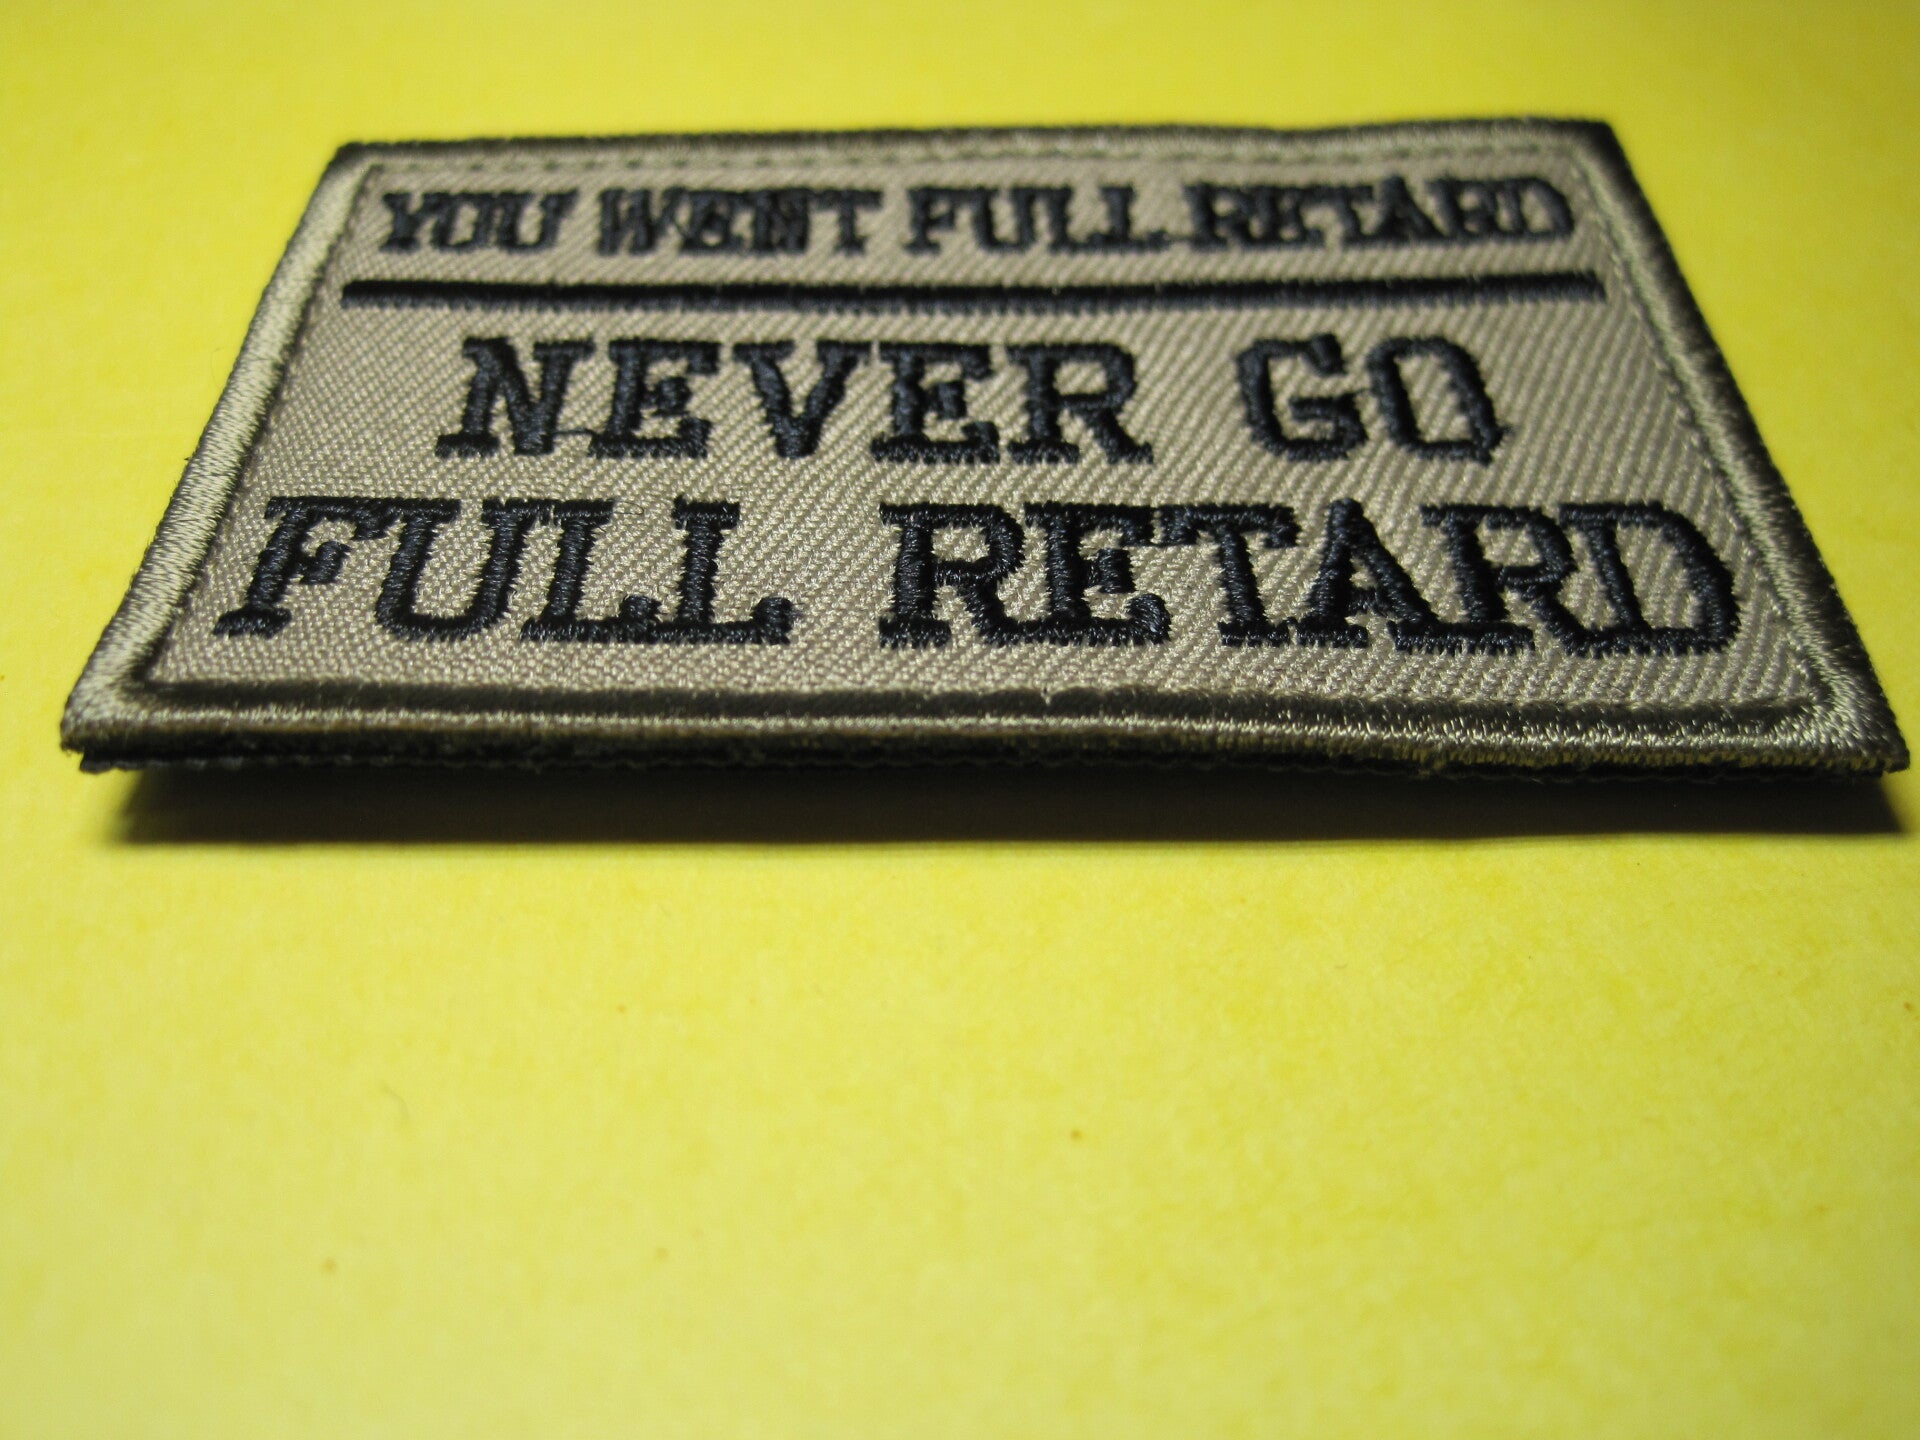 YOU WENT FULL RETARD
NEVER GO
FULL RETARD